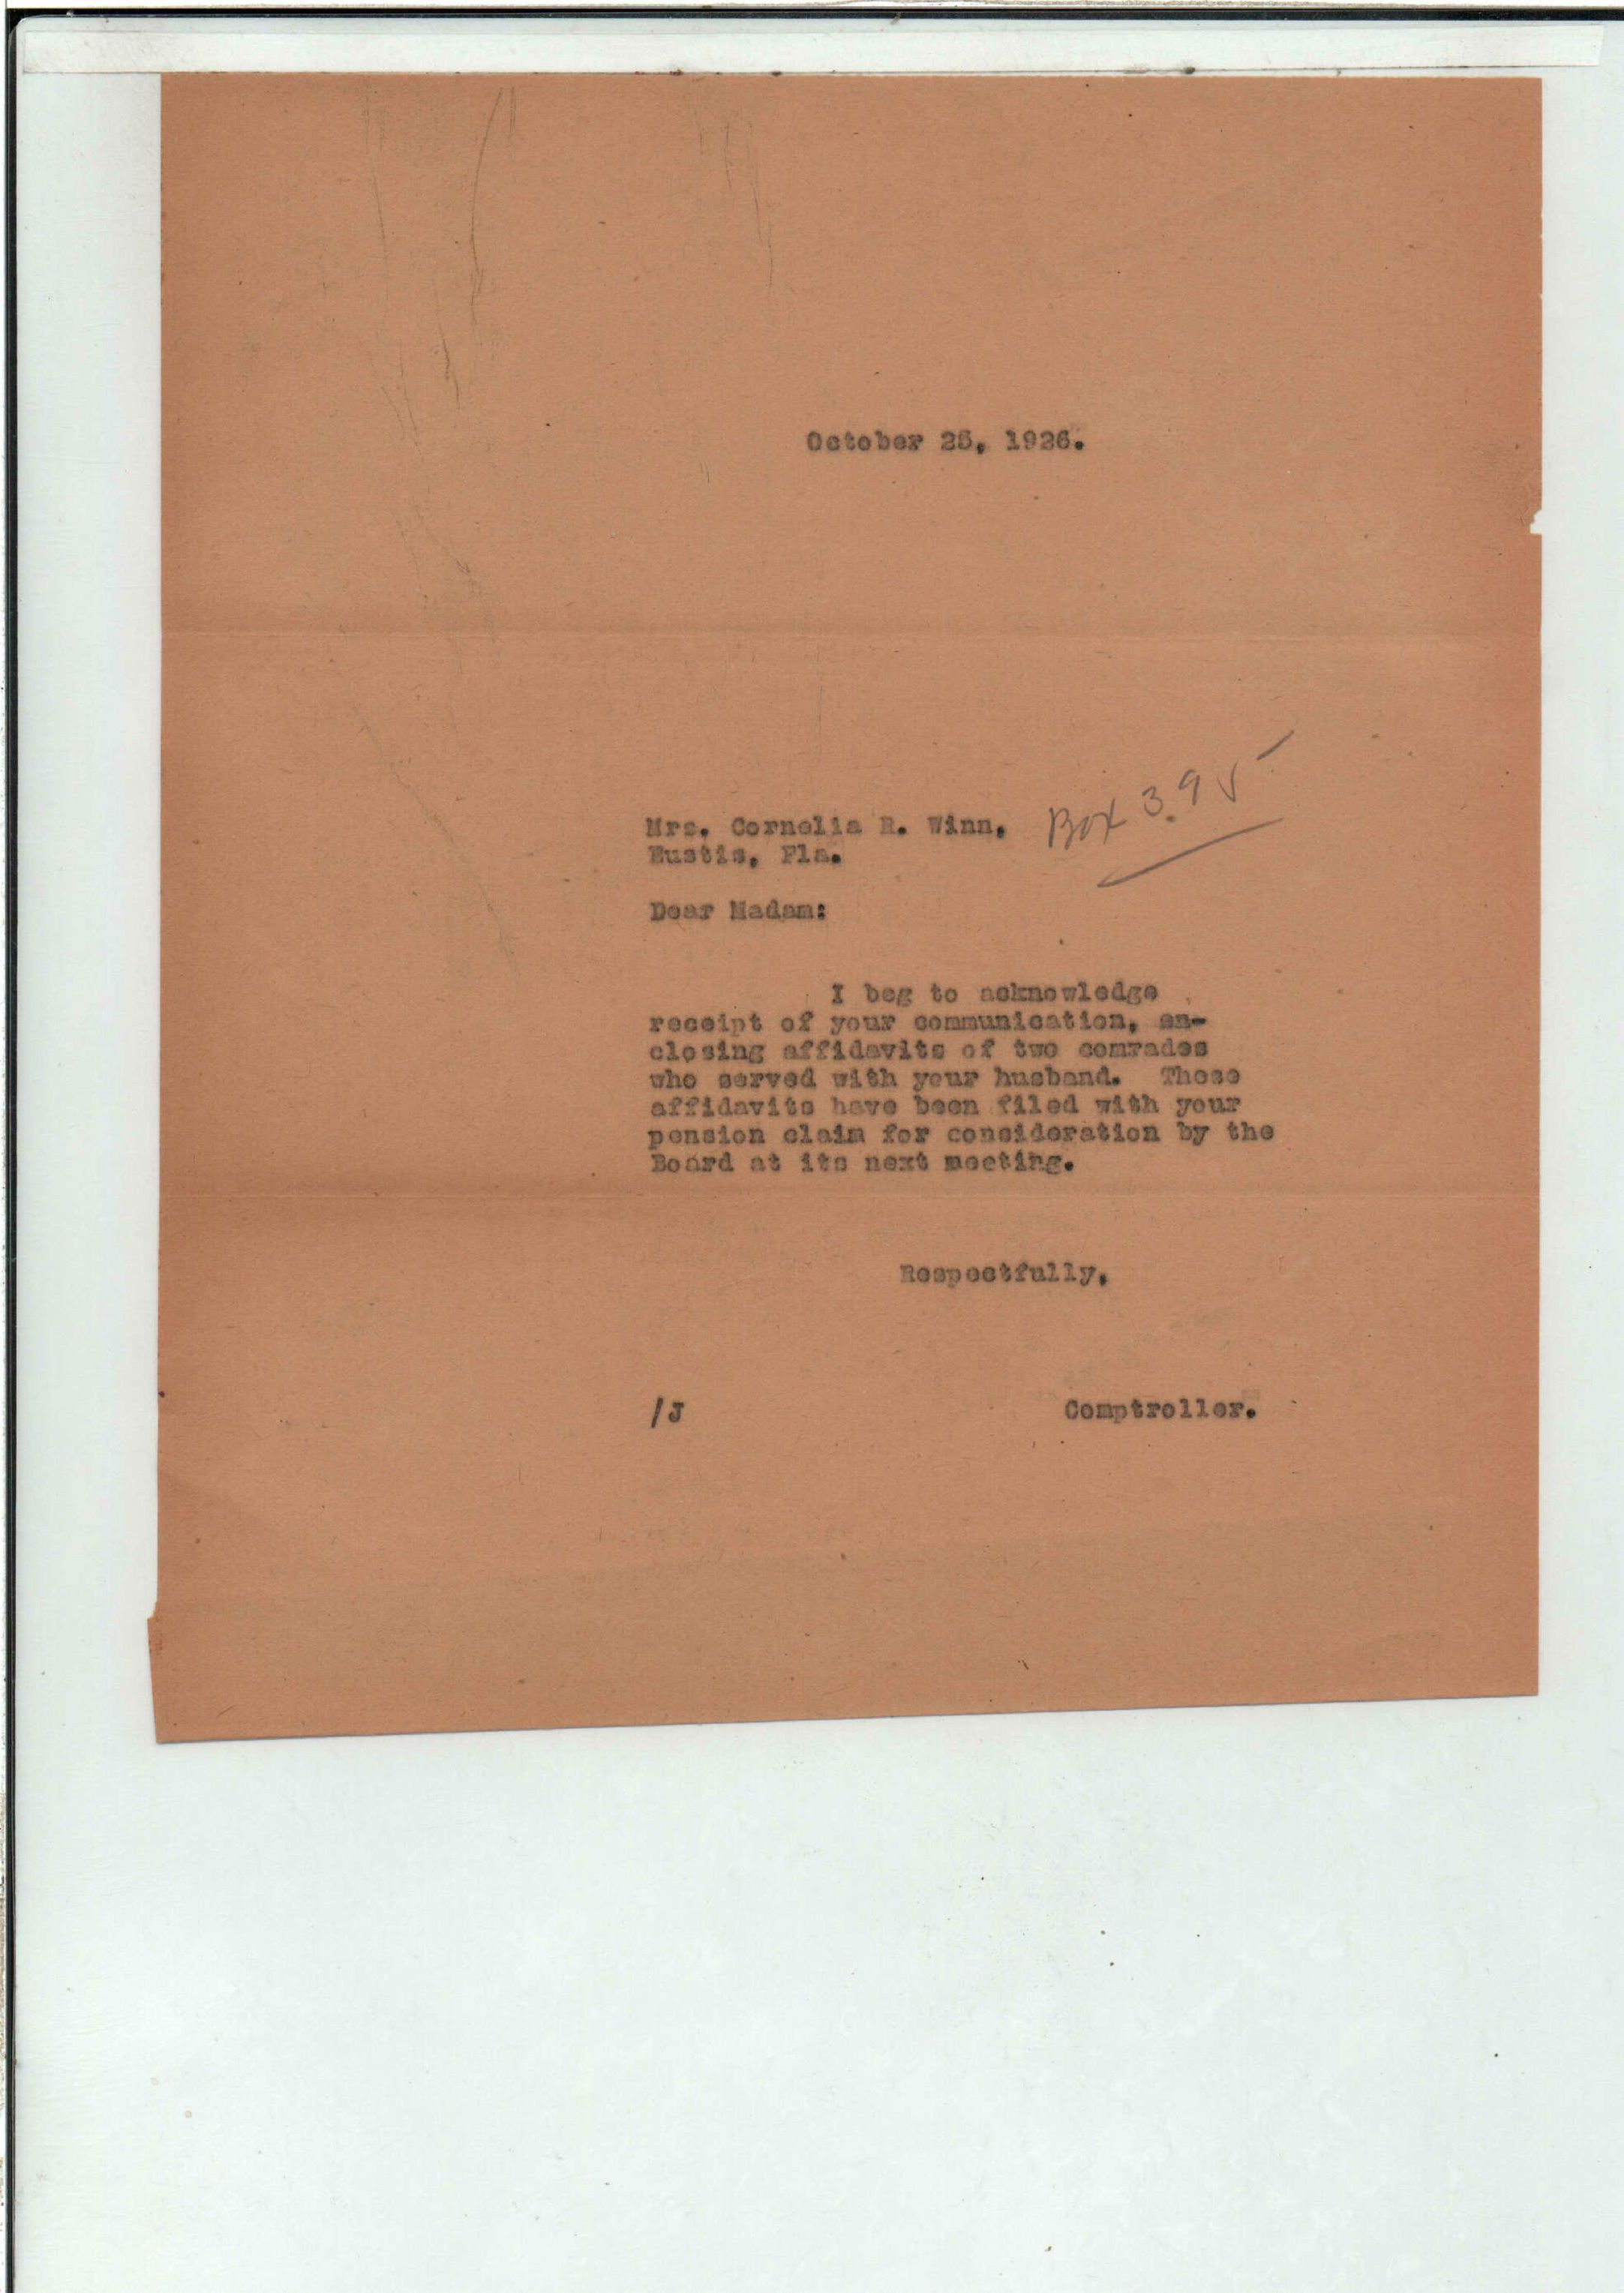 October 25, 1926.
Mrs. Cornelia R. Winn, Box 395
Eustis, Fla.
Dear Madam:
I beg to acknowledge
receipt of your communication, en-
closing affidavits of two comrades
who served with your husband. These
affidavits have been filed with your
pension claim for consideration by the
Board at its next meeting.
Respectfully,
/J Comptroller.